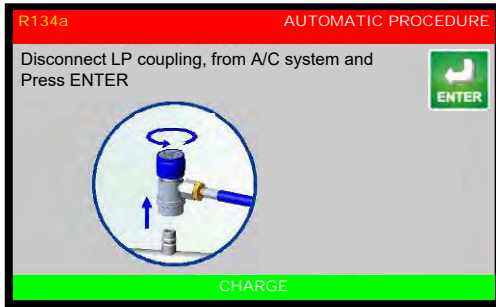 R134a AUTOMATIC PROCEDURE
Disconnect LP coupling, from A/C system and
Press ENTER
ENTER
CHARGE